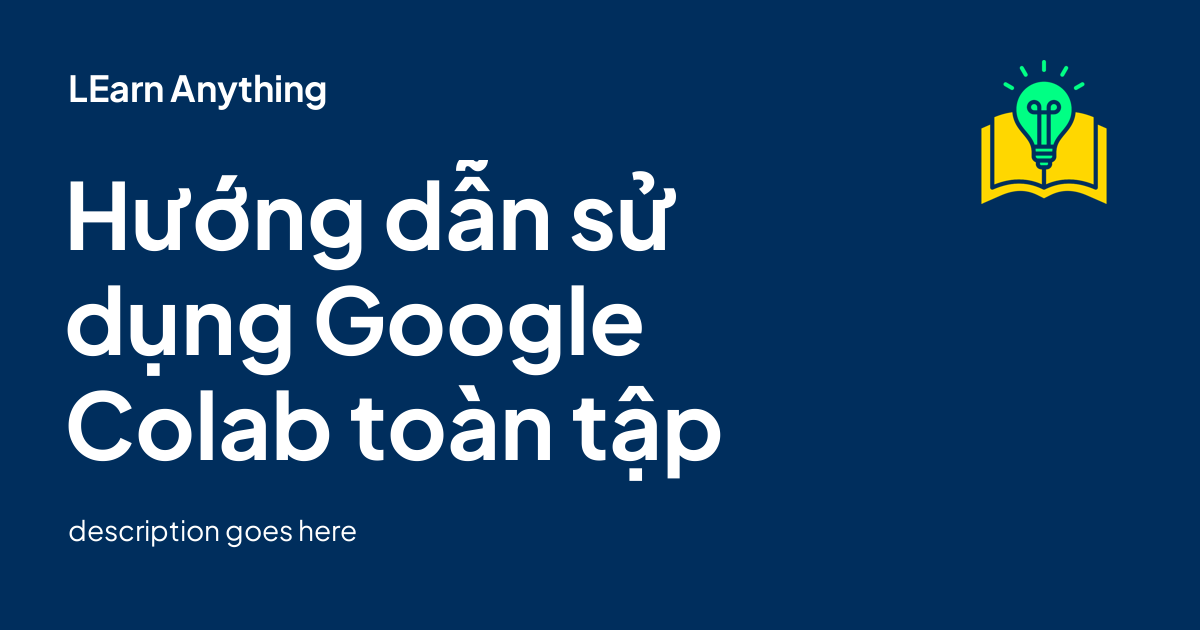 LEarn Anything
Hướng dẫn sử
dụng Google
Colab toàn tập
description goes here